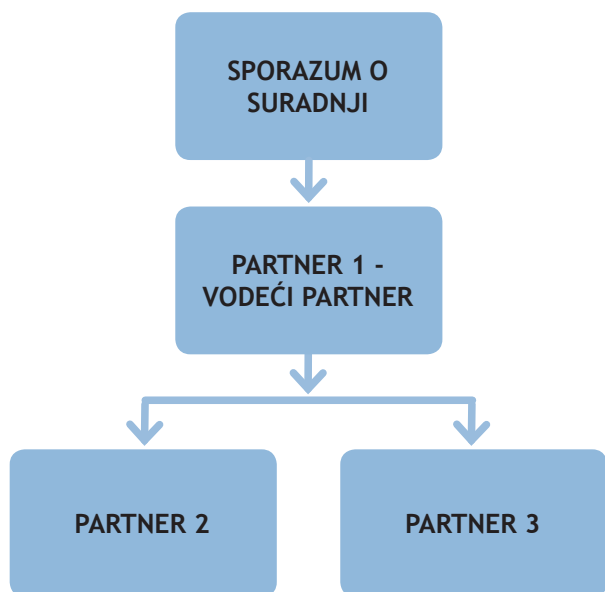 SPORAZUM O
SURADNJI
PARTNER 1 -
VODEĆI PARTNER
PARTNER 2
PARTNER 3